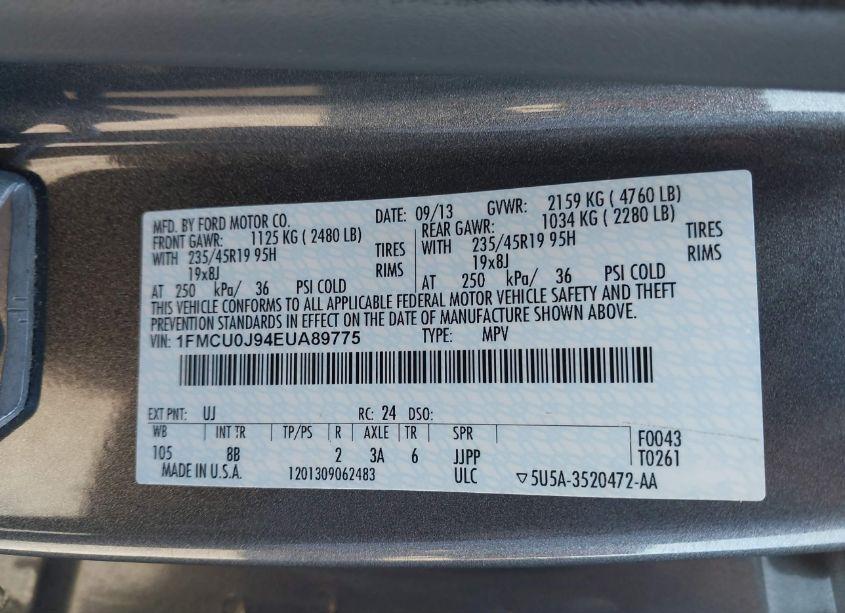 MFD. BY FORD MOTOR CO. DATE: 09/13 GVWR: 2159 KG ( 4760 LB)
FRONT GAWR: 1125 KG ( 2480 LB) REAR GAWR: 1034 KG ( 2280 LB)
WITH 235/45R19 95H TIRES WITH 235/45R19 95H TIRES
19x8J RIMS 19x8J RIMS
AT 250 kPa/ 36 PSI COLD AT 250 kPa/ 36 PSI COLD
THIS VEHICLE CONFORMS TO ALL APPLICABLE FEDERAL MOTOR VEHICLE SAFETY AND THEFT
PREVENTION STANDARDS IN EFFECT ON THE DATE OF MANUFACTURE SHOWN ABOVE.
VIN: 1FMCU0J94EUA89775 TYPE: MPV
EXT PNT: UJ RC: 24 DSO:
WB INT TR TP/PS R AXLE TR SPR F0043
105 8B 2 3A 6 JJPP T0261
MADE IN U.S.A. 1201309062483 ULC ▽5U5A-3520472-AA